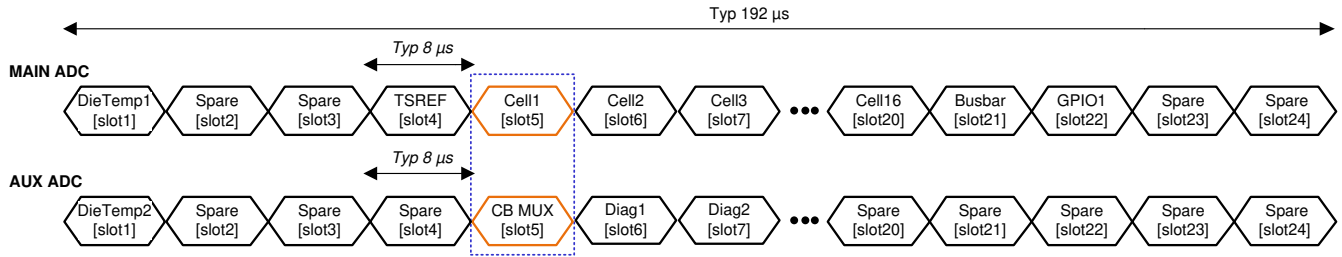 Typ 192 µs
Typ 8 µs
MAIN ADC
DieTemp1 Spare Spare TSREF Cell1 Cell2 Cell3 ●●● Cell16 Busbar GPIO1 Spare Spare
[slot1] [slot2] [slot3] [slot4] [slot5] [slot6] [slot7] [slot20] [slot21] [slot22] [slot23] [slot24]
Typ 8 µs
AUX ADC
DieTemp2 Spare Spare Spare CB MUX Diag1 Diag2 ●●● Spare Spare Spare Spare Spare
[slot1] [slot2] [slot3] [slot4] [slot5] [slot6] [slot7] [slot20] [slot21] [slot22] [slot23] [slot24]